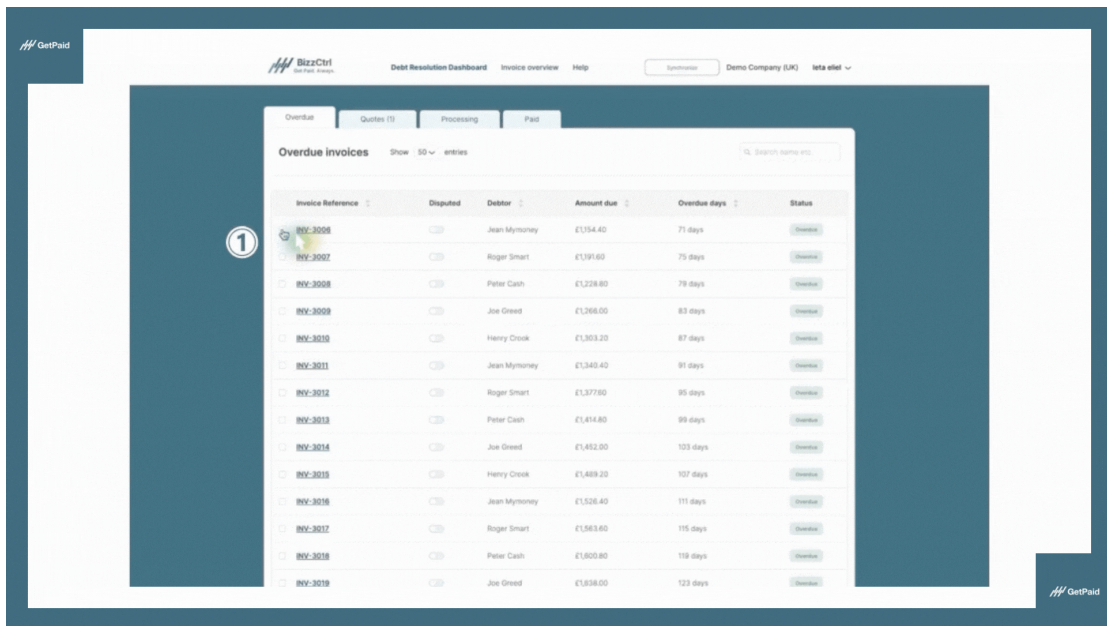 GetPaid
BizzCtrl
Get Paid. Always.
Debt Resolution Dashboard Invoice overview Help Synchronise Demo Company (UK) Ieta eliel
Overdue Quotes (1) Processing Paid
Overdue invoices Show 50 entries Search name etc.
Invoice Reference Disputed Debtor Amount due Overdue days Status
1
INV-3006 Jean Mymoney £1,154.40 71 days Overdue
INV-3007 Roger Smart £1,191.60 75 days Overdue
INV-3008 Peter Cash £1,228.80 79 days Overdue
INV-3009 Joe Greed £1,266.00 83 days Overdue
INV-3010 Henry Crook £1,303.20 87 days Overdue
INV-3011 Jean Mymoney £1,340.40 91 days Overdue
INV-3012 Roger Smart £1,377.60 95 days Overdue
INV-3013 Peter Cash £1,414.80 99 days Overdue
INV-3014 Joe Greed £1,452.00 103 days Overdue
INV-3015 Henry Crook £1,489.20 107 days Overdue
INV-3016 Jean Mymoney £1,526.40 111 days Overdue
INV-3017 Roger Smart £1,563.60 115 days Overdue
INV-3018 Peter Cash £1,600.80 119 days Overdue
INV-3019 Joe Greed £1,638.00 123 days Overdue
GetPaid